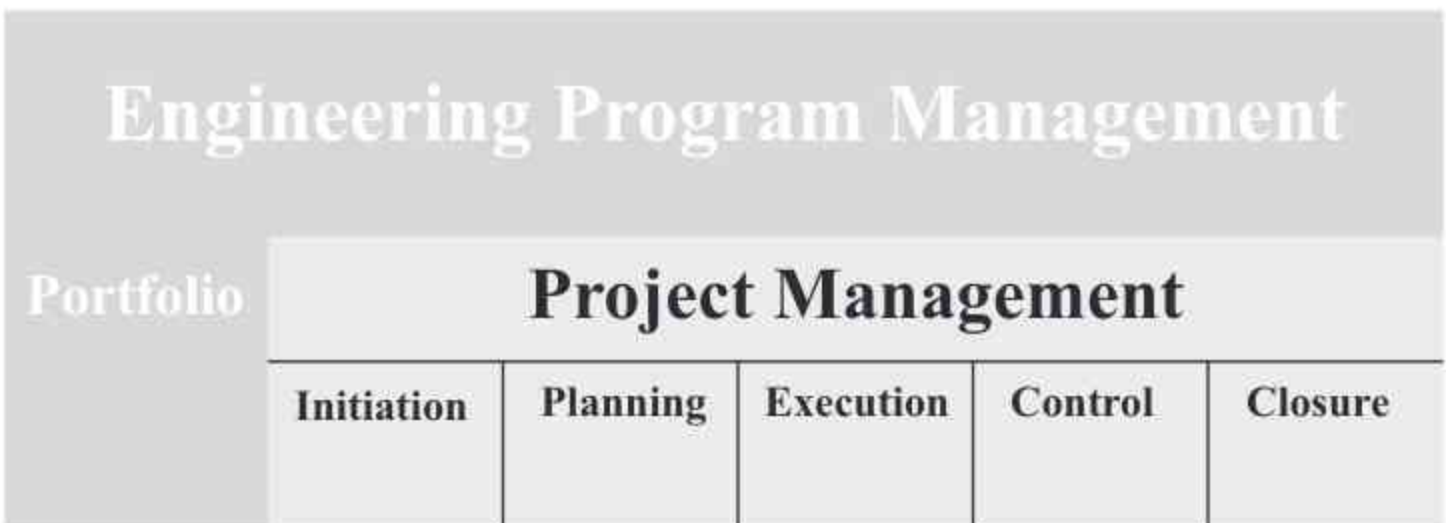 Engineering Program Management
Portfolio
Project Management
Initiation
Planning
Execution
Control
Closure